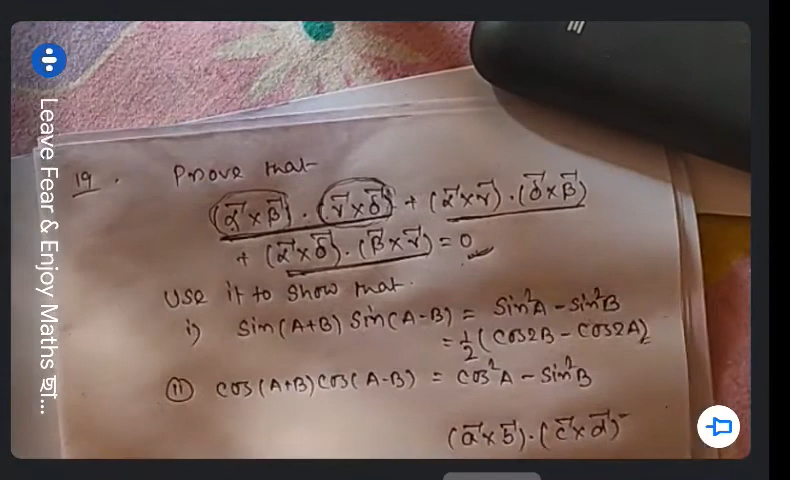 Leave Fear & Enjoy Maths ছা...
19. Prove that
(α⃗ × β⃗) · (γ⃗ × δ⃗) + (α⃗ × γ⃗) · (δ⃗ × β⃗)
+ (α⃗ × δ⃗) · (β⃗ × γ⃗) = 0
Use it to show that.
i) Sin(A+B) Sin(A-B) = Sin²A - Sin²B
= 1/2 (Cos2B - Cos2A)
(ii) cos(A+B) cos(A-B) = cos²A - Sin²B
(a⃗ × b⃗) · (c⃗ × d⃗)